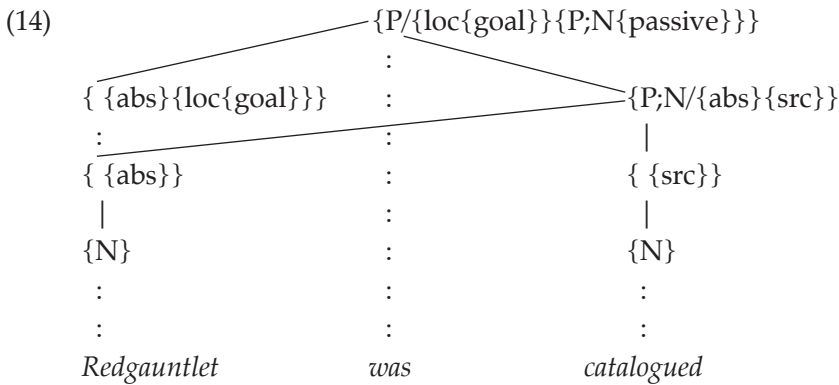 (14) {P/{loc{goal}}{P;N{passive}}}
:
{ {abs}{loc{goal}}} : {P;N/{abs}{src}}
: : |
{ {abs}} : { {src}}
| : |
{N} : {N}
: : :
: : :
Redgauntlet was catalogued